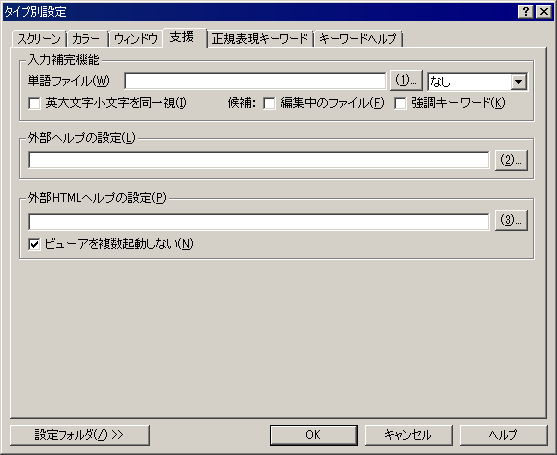 タイプ別設定
スクリーン カラー ウィンドウ 支援 正規表現キーワード キーワードヘルプ
入力補完機能
単語ファイル(W) (1)... なし
英大文字小文字を同一視(I) 候補: 編集中のファイル(F) 強調キーワード(K)
外部ヘルプの設定(L)
(2)...
外部HTMLヘルプの設定(P)
(3)...
ビューアを複数起動しない(N)
設定フォルダ(/) >> OK キャンセル ヘルプ